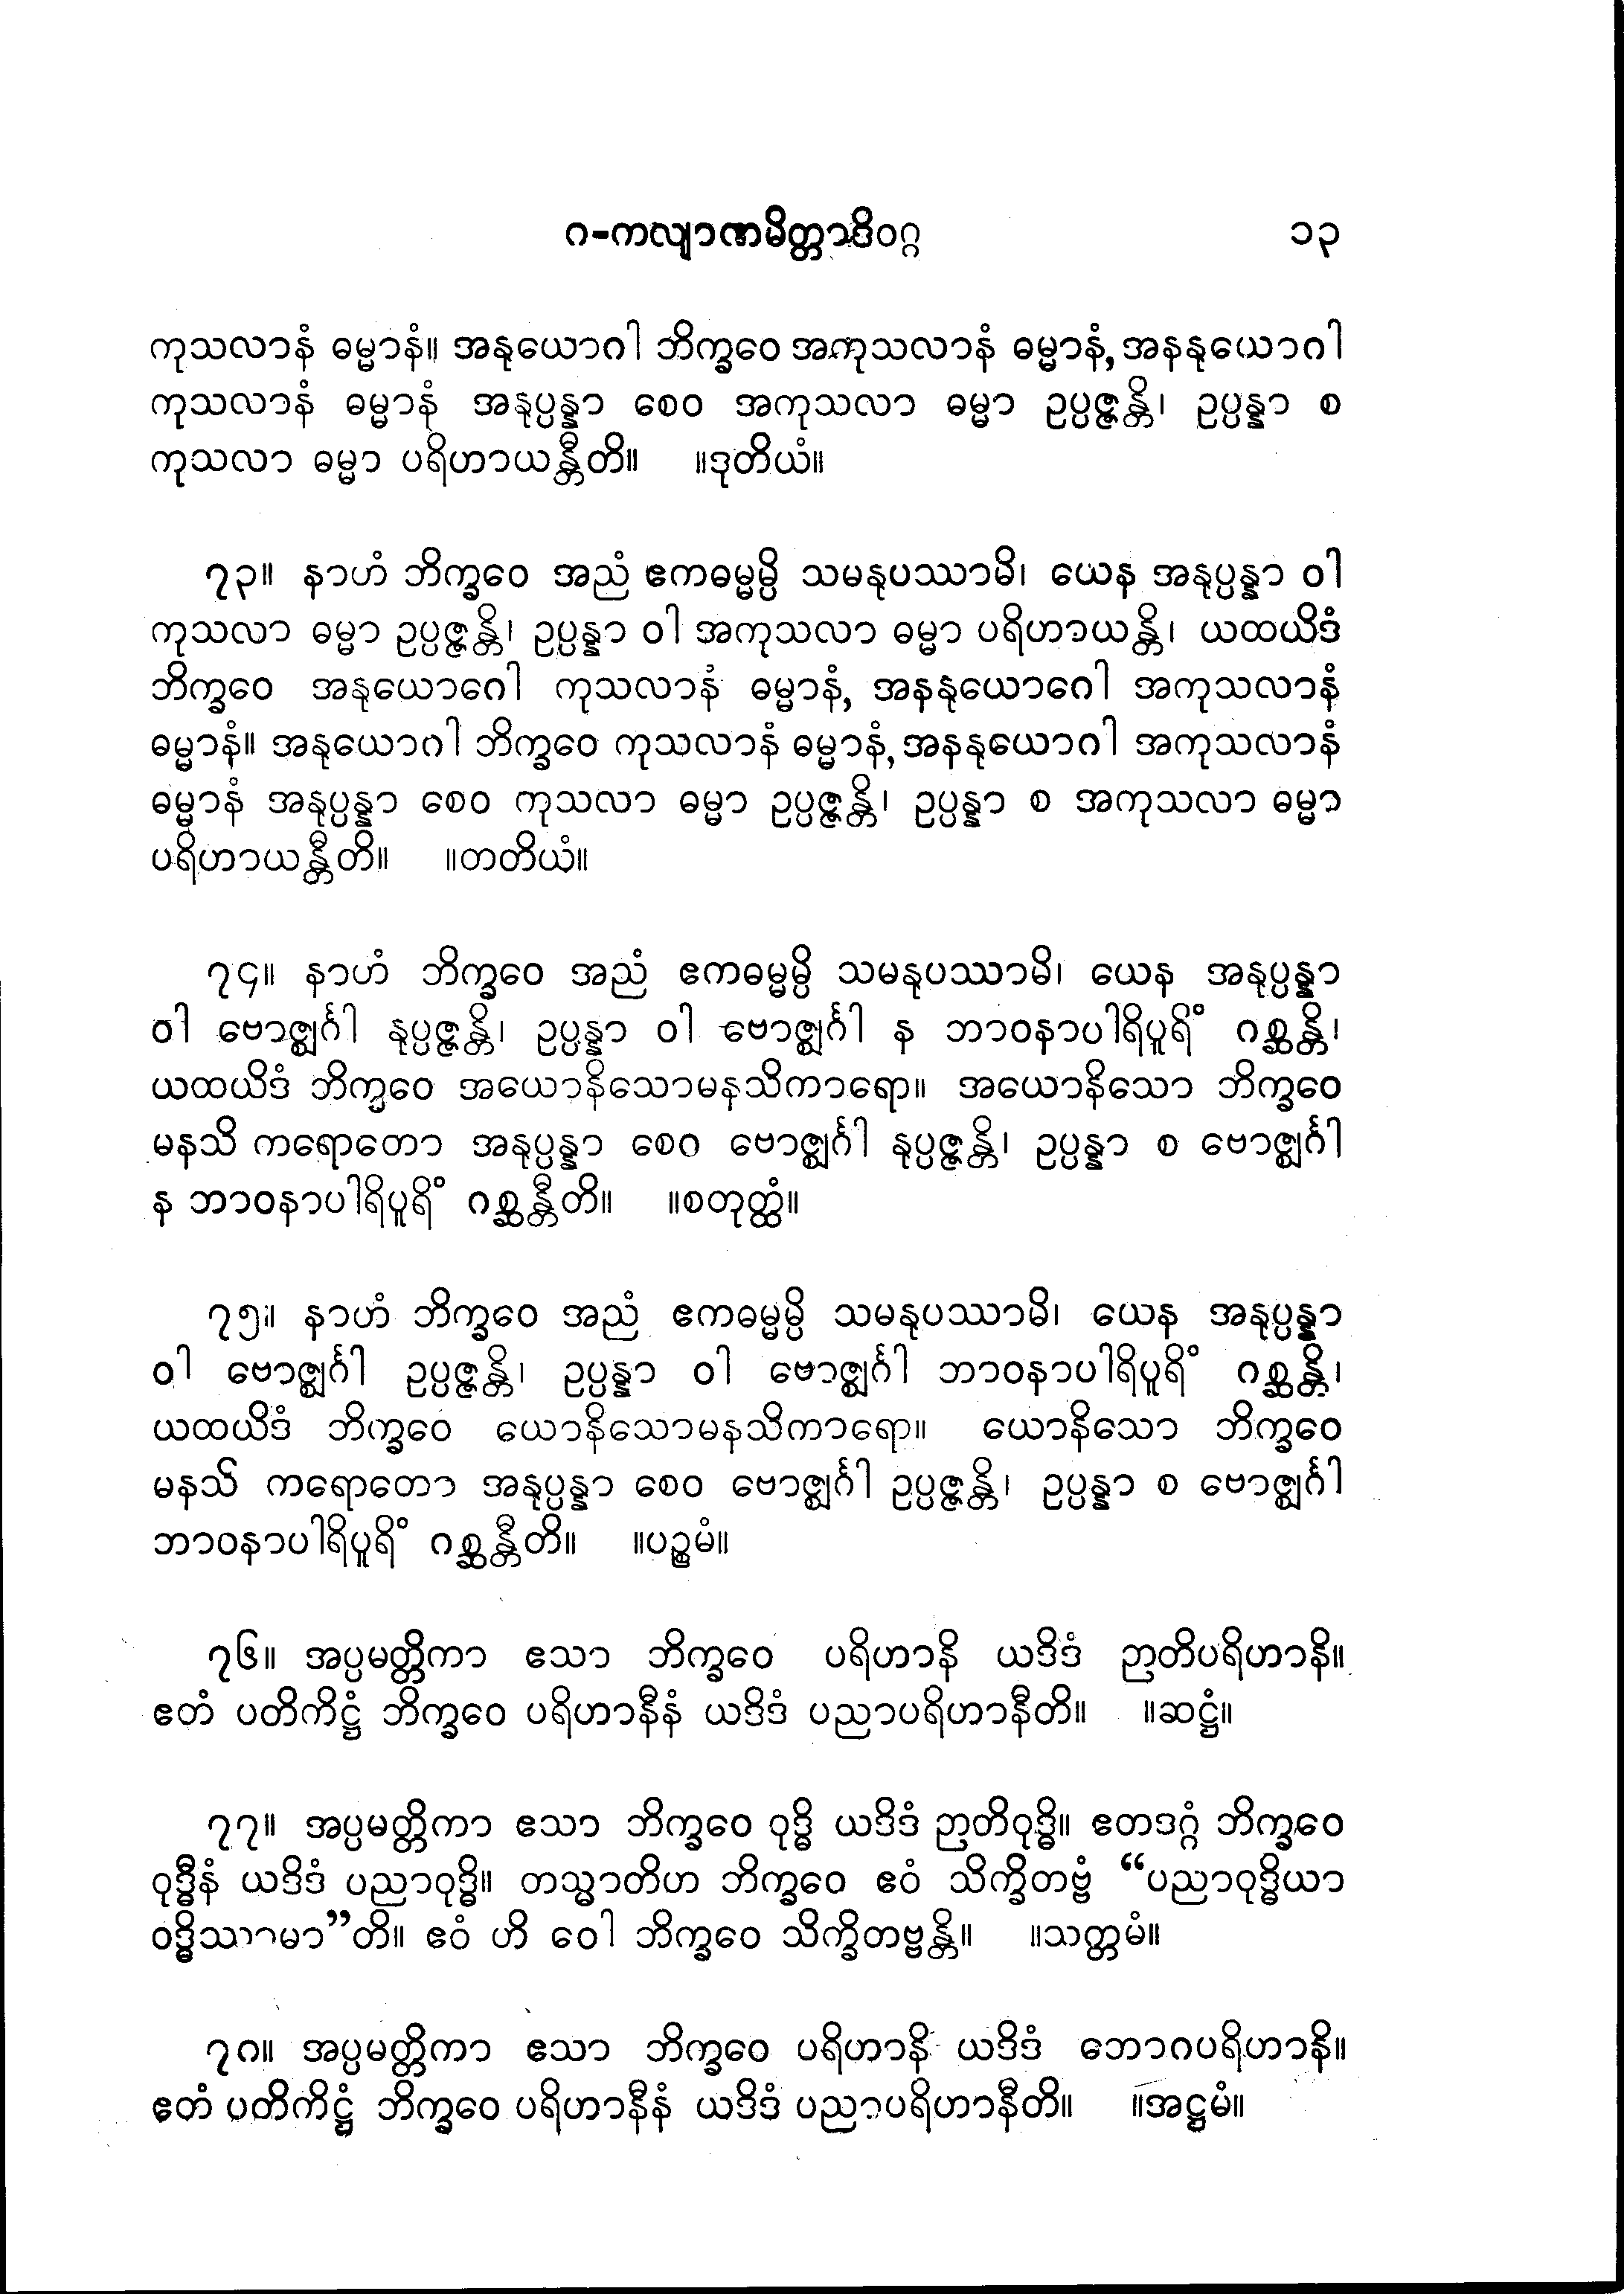 ဂ-ကလျာဏမိတ္တာဒိဝဂ္ဂ ၁၃
ကုသလာနံ ဓမ္မာနံ။ အနုယောဂါ ဘိက္ခဝေ အကုသလာနံ ဓမ္မာနံ, အနနုယောဂါ
ကုသလာနံ ဓမ္မာနံ အနုပ္ပန္နာ စေဝ အကုသလာ ဓမ္မာ ဥပ္ပဇ္ဇန္တိ၊ ဥပ္ပန္နာ စ
ကုသလာ ဓမ္မာ ပရိဟာယန္တီတိ။ ။ဒုတိယံ။
၇၃။ နာဟံ ဘိက္ခဝေ အညံ ဧကဓမ္မမ္ပိ သမနုပဿာမိ၊ ယေန အနုပ္ပန္နာ ဝါ
ကုသလာ ဓမ္မာ ဥပ္ပဇ္ဇန္တိ၊ ဥပ္ပန္နာ ဝါ အကုသလာ ဓမ္မာ ပရိဟာယန္တိ၊ ယထယိဒံ
ဘိက္ခဝေ အနုယောဂေါ ကုသလာနံ ဓမ္မာနံ, အနနုယောဂေါ အကုသလာနံ
ဓမ္မာနံ။ အနုယောဂါ ဘိက္ခဝေ ကုသလာနံ ဓမ္မာနံ, အနနုယောဂါ အကုသလာနံ
ဓမ္မာနံ အနုပ္ပန္နာ စေဝ ကုသလာ ဓမ္မာ ဥပ္ပဇ္ဇန္တိ၊ ဥပ္ပန္နာ စ အကုသလာ ဓမ္မာ
ပရိဟာယန္တီတိ။ ။တတိယံ။
၇၄။ နာဟံ ဘိက္ခဝေ အညံ ဧကဓမ္မမ္ပိ သမနုပဿာမိ၊ ယေန အနုပ္ပန္နာ
ဝါ ဗောဇ္ဈင်္ဂါ နုပ္ပဇ္ဇန္တိ၊ ဥပ္ပန္နာ ဝါ ဗောဇ္ဈင်္ဂါ န ဘာဝနာပါရိပူရိံ ဂစ္ဆန္တိ၊
ယထယိဒံ ဘိက္ခဝေ အယောနိသောမနသိကာရော။ အယောနိသော ဘိက္ခဝေ
မနသိ ကရောတော အနုပ္ပန္နာ စေဝ ဗောဇ္ဈင်္ဂါ နုပ္ပဇ္ဇန္တိ၊ ဥပ္ပန္နာ စ ဗောဇ္ဈင်္ဂါ
န ဘာဝနာပါရိပူရိံ ဂစ္ဆန္တီတိ။ ။စတုတ္ထံ။
၇၅။ နာဟံ ဘိက္ခဝေ အညံ ဧကဓမ္မမ္ပိ သမနုပဿာမိ၊ ယေန အနုပ္ပန္နာ
ဝါ ဗောဇ္ဈင်္ဂါ ဥပ္ပဇ္ဇန္တိ၊ ဥပ္ပန္နာ ဝါ ဗောဇ္ဈင်္ဂါ ဘာဝနာပါရိပူရိံ ဂစ္ဆန္တိ၊
ယထယိဒံ ဘိက္ခဝေ ယောနိသောမနသိကာရော။ ယောနိသော ဘိက္ခဝေ
မနသိ ကရောတော အနုပ္ပန္နာ စေဝ ဗောဇ္ဈင်္ဂါ ဥပ္ပဇ္ဇန္တိ၊ ဥပ္ပန္နာ စ ဗောဇ္ဈင်္ဂါ
ဘာဝနာပါရိပူရိံ ဂစ္ဆန္တီတိ။ ။ပဉ္စမံ။
၇၆။ အပ္ပမတ္တိကာ ဧသာ ဘိက္ခဝေ ပရိဟာနိ ယဒိဒံ ဉာတိပရိဟာနိ။
ဧတံ ပတိကိဋ္ဌံ ဘိက္ခဝေ ပရိဟာနီနံ ယဒိဒံ ပညာပရိဟာနီတိ။ ။ဆဋ္ဌံ။
၇၇။ အပ္ပမတ္တိကာ ဧသာ ဘိက္ခဝေ ဝုဒ္ဓိ ယဒိဒံ ဉာတိဝုဒ္ဓိ။ ဧတဒဂ္ဂံ ဘိက္ခဝေ
ဝုဒ္ဓီနံ ယဒိဒံ ပညာဝုဒ္ဓိ။ တသ္မာတိဟ ဘိက္ခဝေ ဧဝံ သိက္ခိတဗ္ဗံ “ပညာဝုဒ္ဓိယာ
ဝဒ္ဓိဿာမာ”တိ။ ဧဝံ ဟိ ဝေါ ဘိက္ခဝေ သိက္ခိတဗ္ဗန္တိ။ ။သတ္တမံ။
၇၈။ အပ္ပမတ္တိကာ ဧသာ ဘိက္ခဝေ ပရိဟာနိ ယဒိဒံ ဘောဂပရိဟာနိ။
ဧတံ ပတိကိဋ္ဌံ ဘိက္ခဝေ ပရိဟာနီနံ ယဒိဒံ ပညာပရိဟာနီတိ။ ။အဋ္ဌမံ။